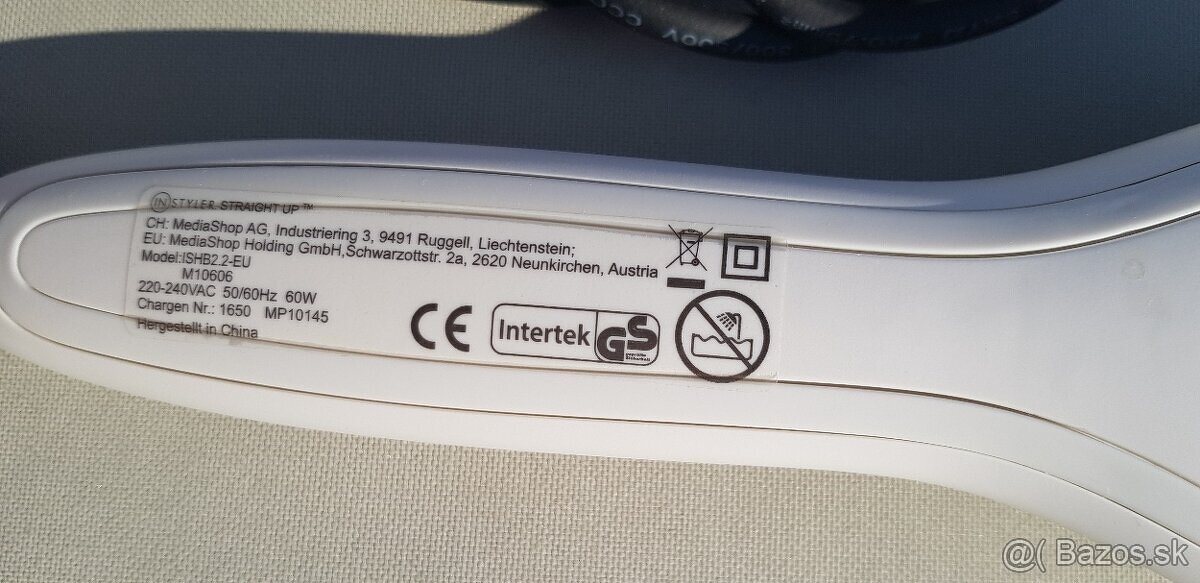 INSTYLER. STRAIGHT UP™
CH: MediaShop AG, Industriering 3, 9491 Ruggell, Liechtenstein;
EU: MediaShop Holding GmbH,Schwarzottstr. 2a, 2620 Neunkirchen, Austria
Model:ISHB2.2-EU
M10606
220-240VAC 50/60Hz 60W
Chargen Nr.: 1650 MP10145
Hergestellt in China
CE
Intertek
GS
geprüfte
Sicherheit
@( Bazos.sk